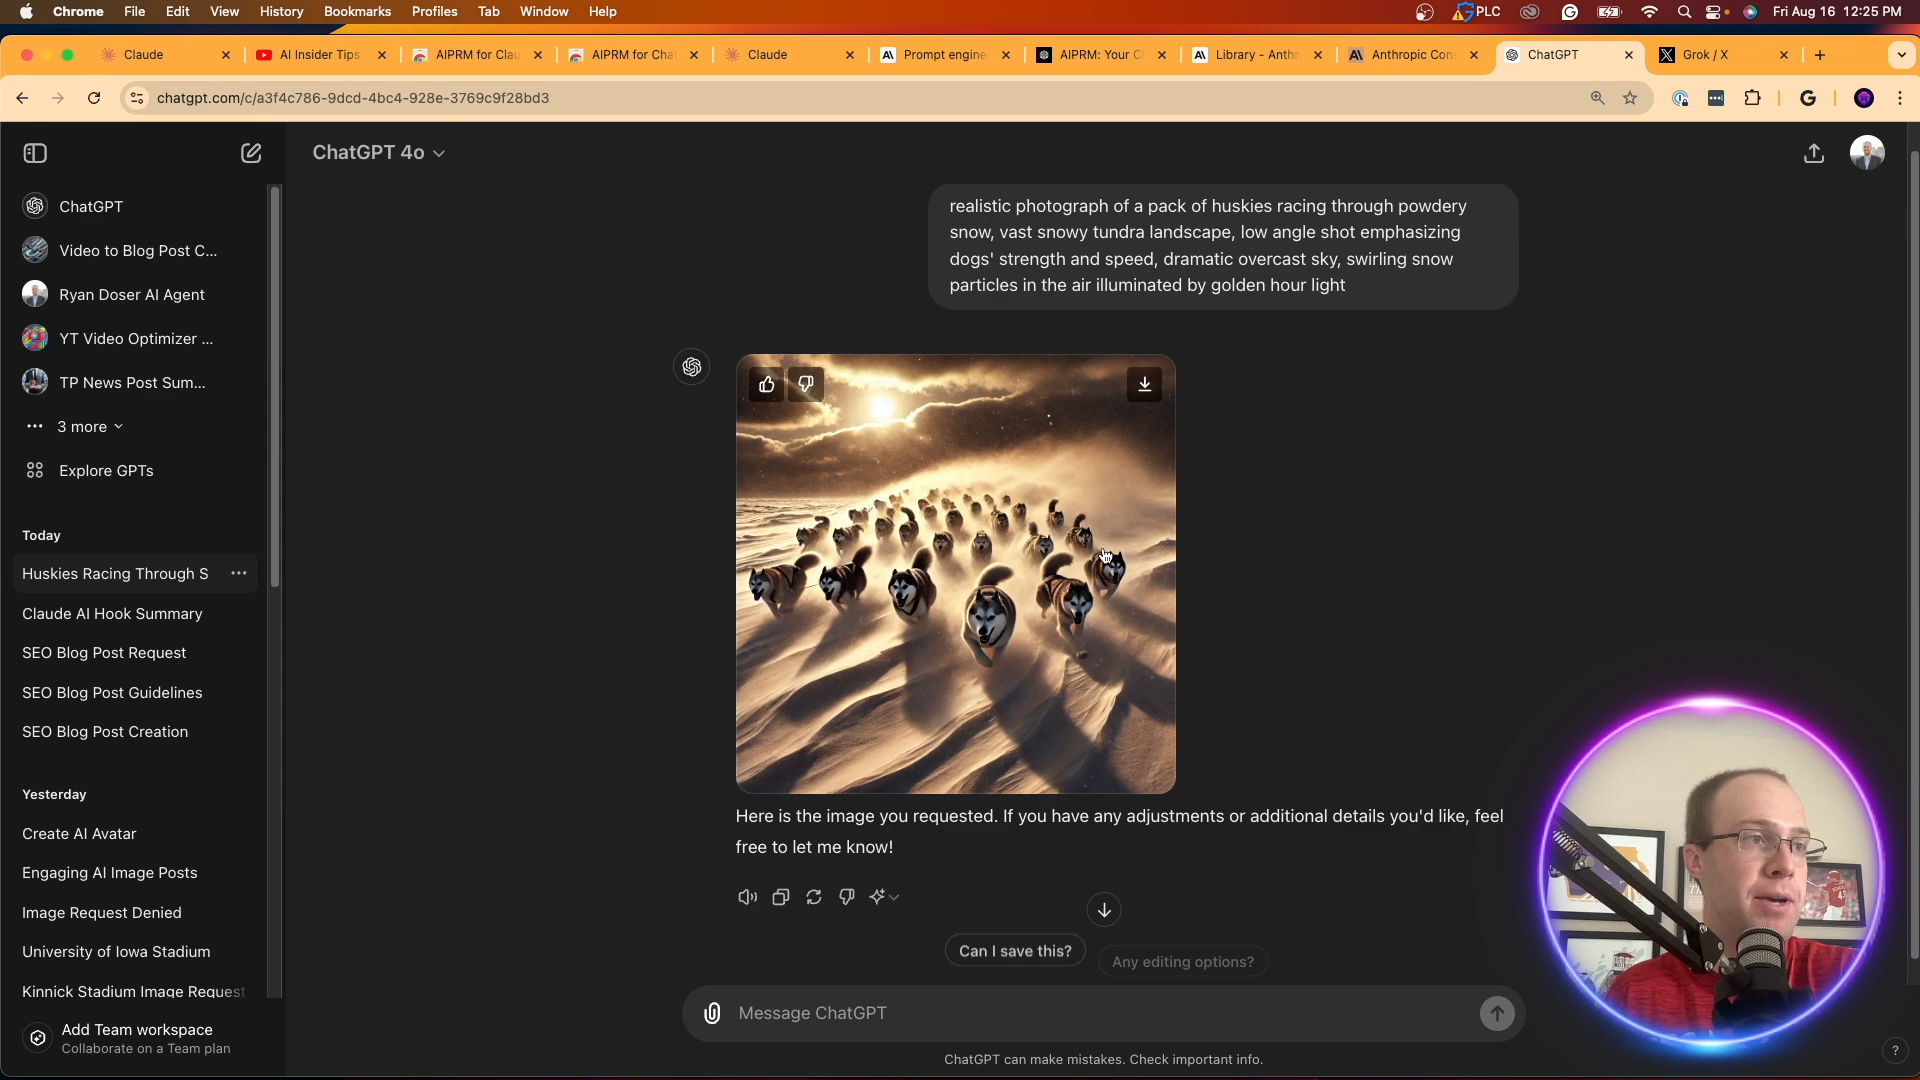 Chrome File Edit View History Bookmarks Profiles Tab Window Help PLC Fri Aug 16 12:25 PM
Claude AI Insider Tips AIPRM for Clau AIPRM for Cha Claude Prompt engine AIPRM: Your C Library - Anthr Anthropic Con ChatGPT Grok / X
chatgpt.com/c/a3f4c786-9dcd-4bc4-928e-3769c9f28bd3
ChatGPT 4o
ChatGPT
Video to Blog Post C...
Ryan Doser AI Agent
YT Video Optimizer ...
TP News Post Sum...
3 more
Explore GPTs
Today
Huskies Racing Through S
Claude AI Hook Summary
SEO Blog Post Request
SEO Blog Post Guidelines
SEO Blog Post Creation
Yesterday
Create AI Avatar
Engaging AI Image Posts
Image Request Denied
University of Iowa Stadium
Kinnick Stadium Image Request
Add Team workspace
Collaborate on a Team plan
realistic photograph of a pack of huskies racing through powdery
snow, vast snowy tundra landscape, low angle shot emphasizing
dogs' strength and speed, dramatic overcast sky, swirling snow
particles in the air illuminated by golden hour light
Here is the image you requested. If you have any adjustments or additional details you'd like, feel
free to let me know!
Can I save this? Any editing options?
Message ChatGPT
ChatGPT can make mistakes. Check important info.
?